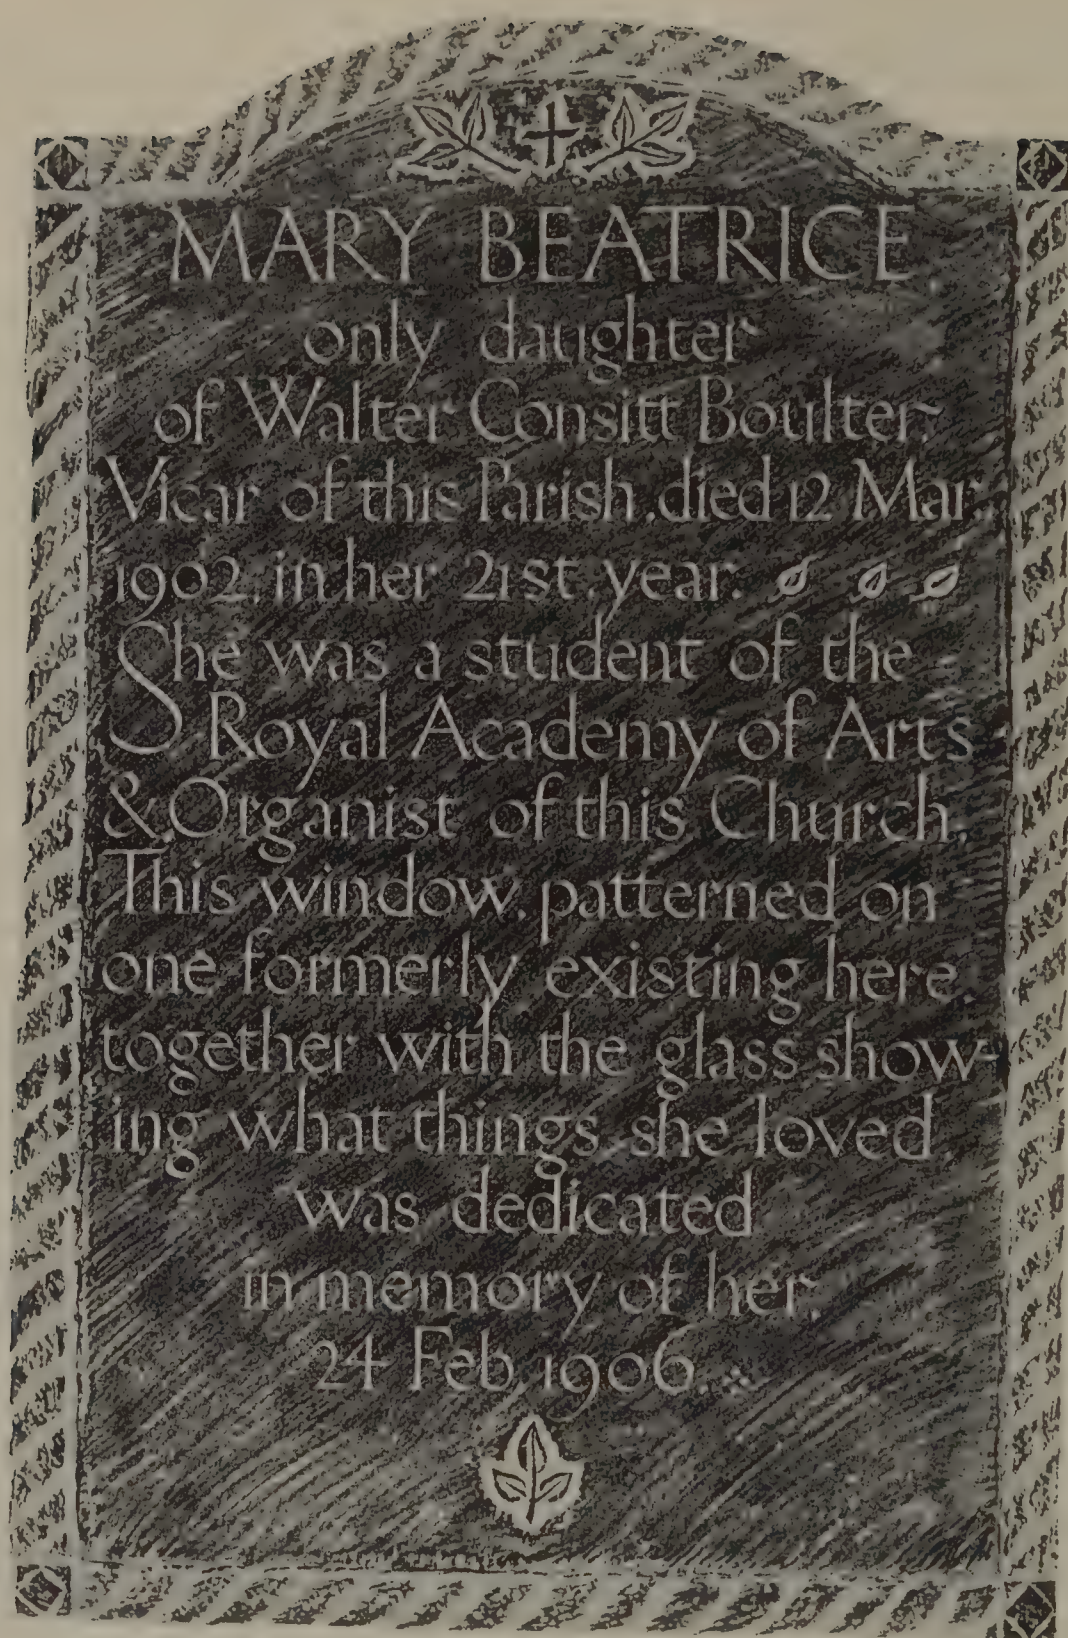 MARY BEATRICE
only daughter
of Walter Consitt Boulter,
Vicar of this Parish, died 12 Mar:
1902, in her 21st year:
She was a student of the
Royal Academy of Arts
& Organist of this Church,
This window, patterned on
one formerly existing here,
together with the glass show-
ing what things she loved,
was dedicated
in memory of her,
24 Feb 1906.